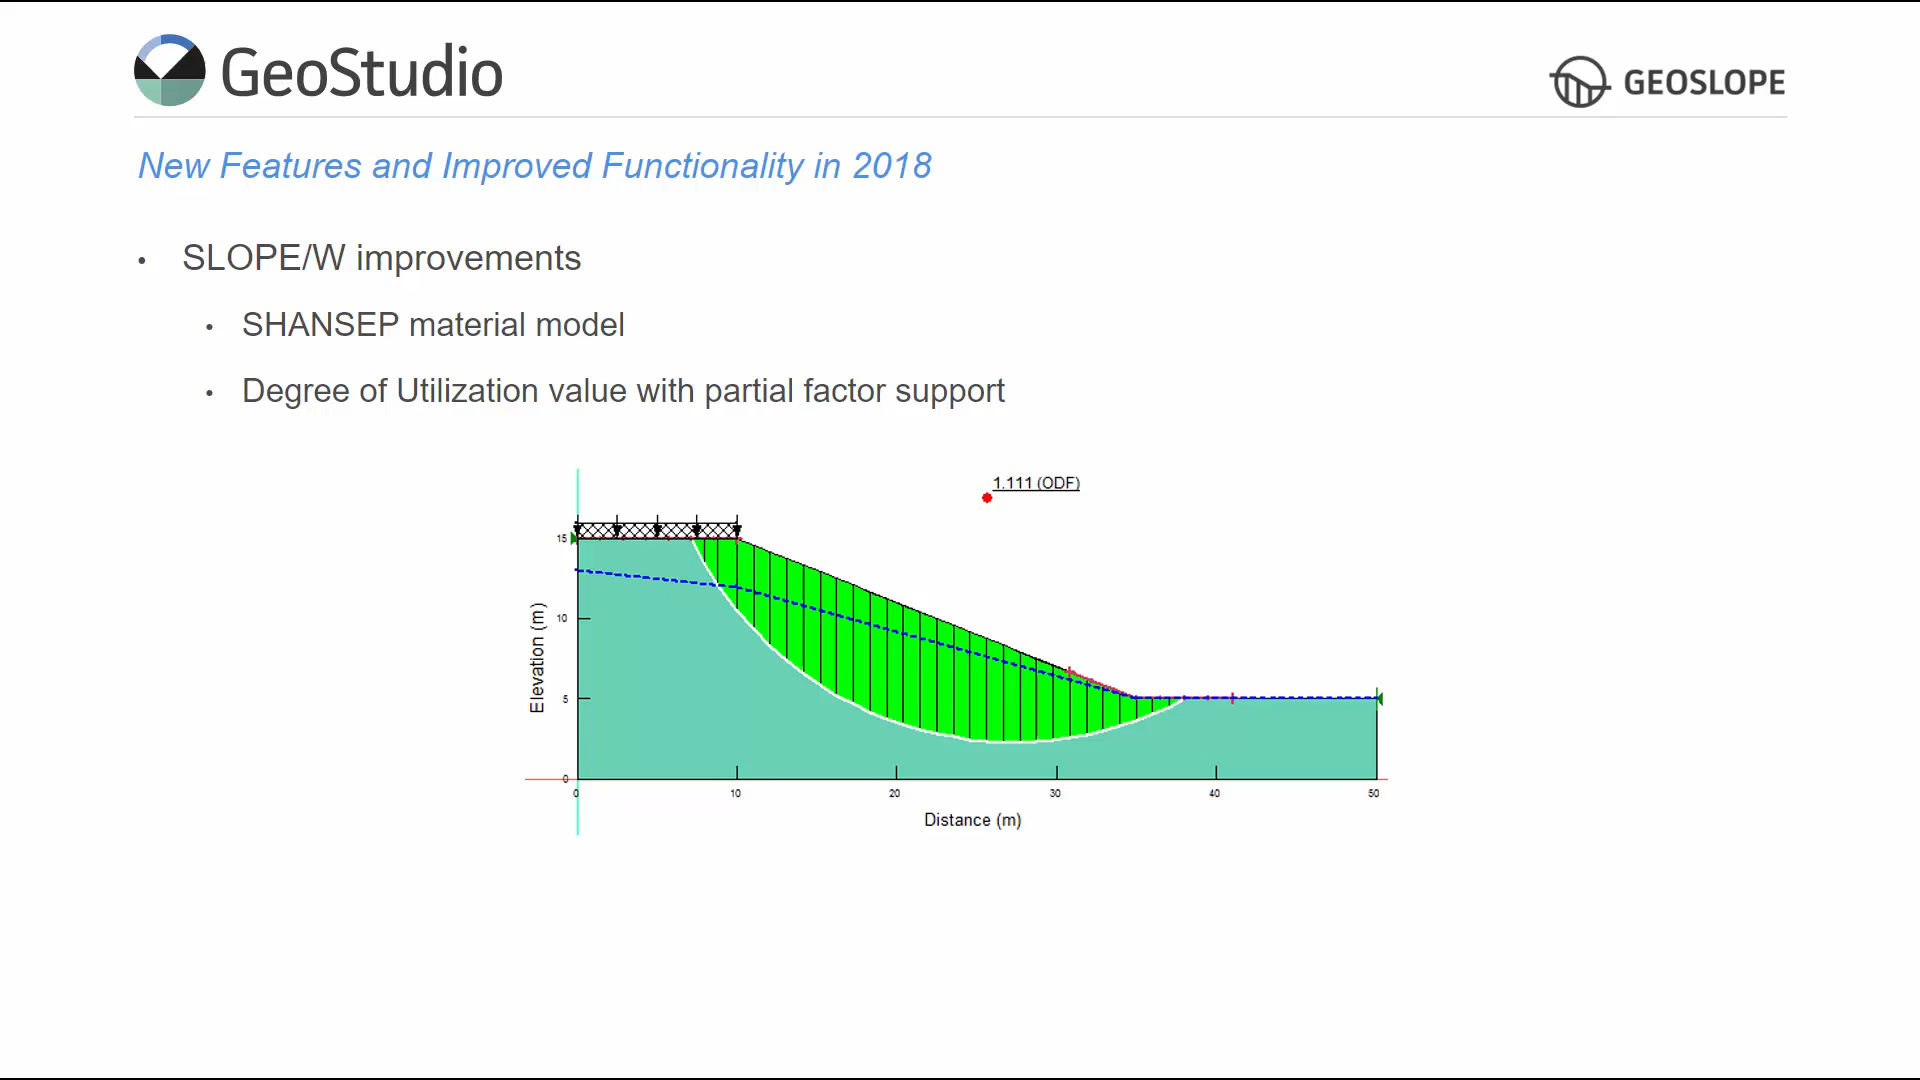 GeoStudio
GEOSLOPE
New Features and Improved Functionality in 2018
• SLOPE/W improvements
• SHANSEP material model
• Degree of Utilization value with partial factor support
1.111 (ODF)
15
10
5
0
Elevation (m)
0 10 20 30 40 50
Distance (m)